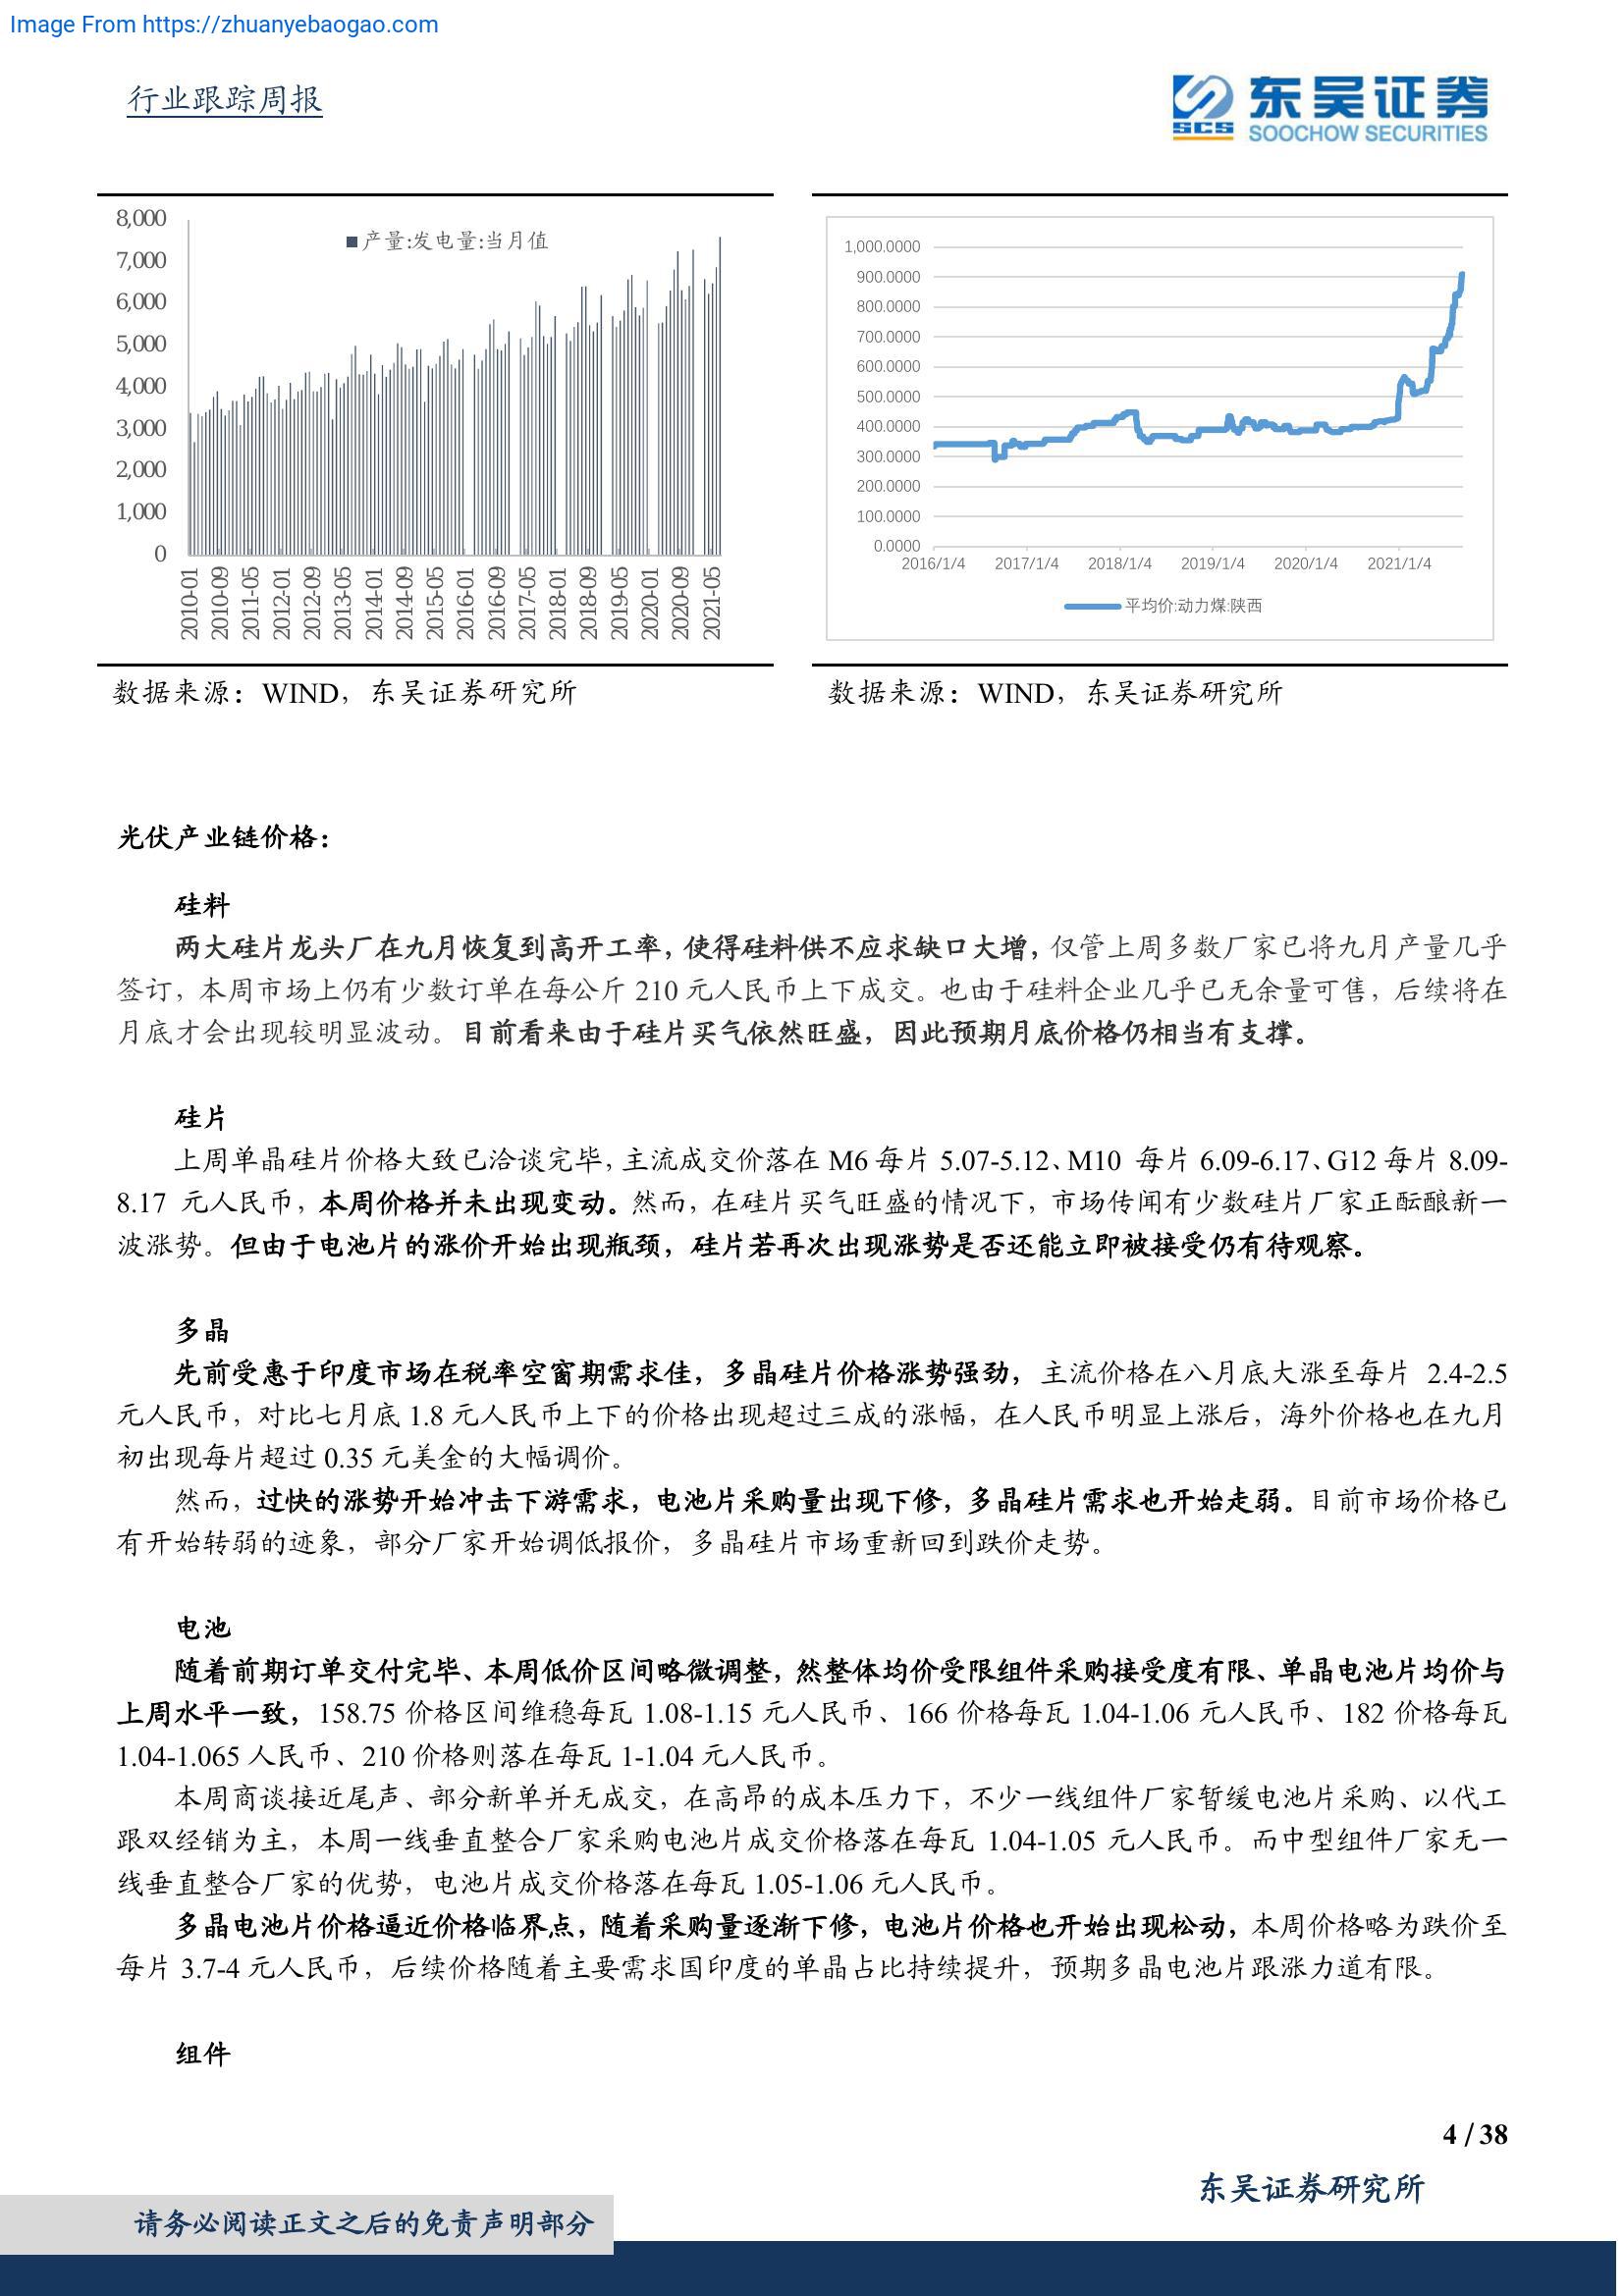 Image From https://zhuanyebaogao.com
行业跟踪周报
SCS
东吴证券
SOOCHOW SECURITIES
8,000
7,000
6,000
5,000
4,000
3,000
2,000
1,000
0
产量:发电量:当月值
2010-01
2010-09
2011-05
2012-01
2012-09
2013-05
2014-01
2014-09
2015-05
2016-01
2016-09
2017-05
2018-01
2018-09
2019-05
2020-01
2020-09
2021-05
1,000.0000
900.0000
800.0000
700.0000
600.0000
500.0000
400.0000
300.0000
200.0000
100.0000
0.0000
2016/1/4 2017/1/4 2018/1/4 2019/1/4 2020/1/4 2021/1/4
平均价:动力煤:陕西
数据来源：WIND，东吴证券研究所
数据来源：WIND，东吴证券研究所
光伏产业链价格：
硅料
两大硅片龙头厂在九月恢复到高开工率，使得硅料供不应求缺口大增，仅管上周多数厂家已将九月产量几乎
签订，本周市场上仍有少数订单在每公斤 210 元人民币上下成交。也由于硅料企业几乎已无余量可售，后续将在
月底才会出现较明显波动。目前看来由于硅片买气依然旺盛，因此预期月底价格仍相当有支撑。
硅片
上周单晶硅片价格大致已洽谈完毕，主流成交价落在 M6 每片 5.07-5.12、M10 每片 6.09-6.17、G12 每片 8.09-
8.17 元人民币，本周价格并未出现变动。然而，在硅片买气旺盛的情况下，市场传闻有少数硅片厂家正酝酿新一
波涨势。但由于电池片的涨价开始出现瓶颈，硅片若再次出现涨势是否还能立即被接受仍有待观察。
多晶
先前受惠于印度市场在税率空窗期需求佳，多晶硅片价格涨势强劲，主流价格在八月底大涨至每片 2.4-2.5
元人民币，对比七月底 1.8 元人民币上下的价格出现超过三成的涨幅，在人民币明显上涨后，海外价格也在九月
初出现每片超过 0.35 元美金的大幅调价。
然而，过快的涨势开始冲击下游需求，电池片采购量出现下修，多晶硅片需求也开始走弱。目前市场价格已
有开始转弱的迹象，部分厂家开始调低报价，多晶硅片市场重新回到跌价走势。
电池
随着前期订单交付完毕、本周低价区间略微调整，然整体均价受限组件采购接受度有限、单晶电池片均价与
上周水平一致，158.75 价格区间维稳每瓦 1.08-1.15 元人民币、166 价格每瓦 1.04-1.06 元人民币、182 价格每瓦
1.04-1.065 人民币、210 价格则落在每瓦 1-1.04 元人民币。
本周商谈接近尾声、部分新单并无成交，在高昂的成本压力下，不少一线组件厂家暂缓电池片采购、以代工
跟双经销为主，本周一线垂直整合厂家采购电池片成交价格落在每瓦 1.04-1.05 元人民币。而中型组件厂家无一
线垂直整合厂家的优势，电池片成交价格落在每瓦 1.05-1.06 元人民币。
多晶电池片价格逼近价格临界点，随着采购量逐渐下修，电池片价格也开始出现松动，本周价格略为跌价至
每片 3.7-4 元人民币，后续价格随着主要需求国印度的单晶占比持续提升，预期多晶电池片跟涨力道有限。
组件
4 / 38
东吴证券研究所
请务必阅读正文之后的免责声明部分